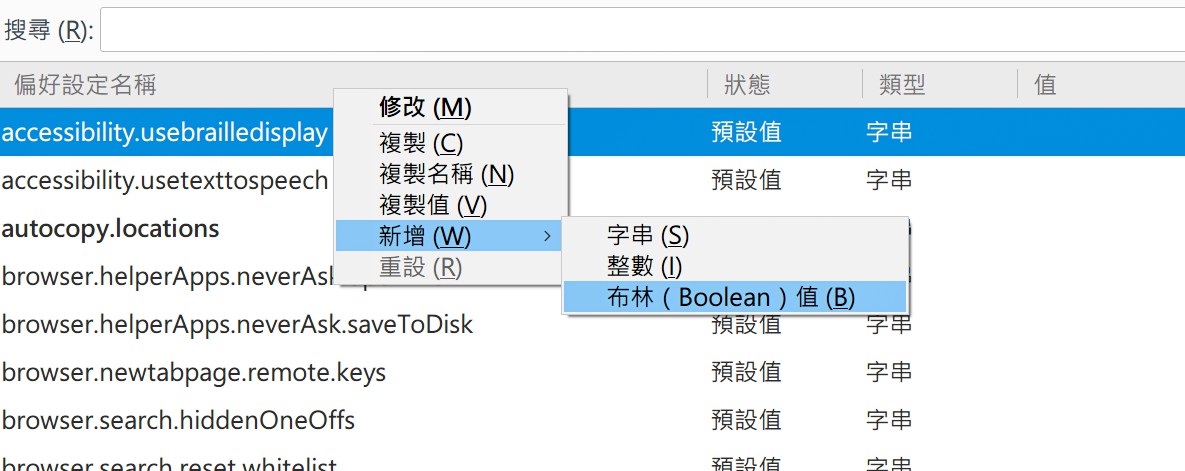 搜尋 (R):
偏好設定名稱 狀態 類型 值
accessibility.usebrailledisplay 預設值 字串
accessibility.usetexttospeech 預設值 字串
autocopy.locations
browser.helperApps.neverAsk
browser.helperApps.neverAsk.saveToDisk 預設值 字串
browser.newtabpage.remote.keys 預設值 字串
browser.search.hiddenOneOffs 預設值 字串
browser.search.reset.whitelist 預設值 字串
修改 (M)
複製 (C)
複製名稱 (N)
複製值 (V)
新增 (W)
重設 (R)
字串 (S)
整數 (I)
布林（Boolean）值 (B)